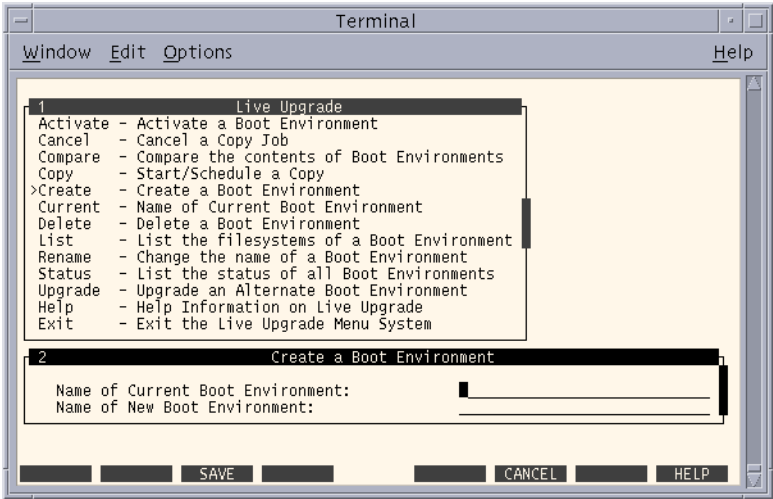 Terminal
Window Edit Options Help
1 Live Upgrade
Activate - Activate a Boot Environment
Cancel - Cancel a Copy Job
Compare - Compare the contents of Boot Environments
Copy - Start/Schedule a Copy
>Create - Create a Boot Environment
Current - Name of Current Boot Environment
Delete - Delete a Boot Environment
List - List the filesystems of a Boot Environment
Rename - Change the name of a Boot Environment
Status - List the status of all Boot Environments
Upgrade - Upgrade an Alternate Boot Environment
Help - Help Information on Live Upgrade
Exit - Exit the Live Upgrade Menu System
2 Create a Boot Environment
Name of Current Boot Environment:
Name of New Boot Environment:
SAVE CANCEL HELP